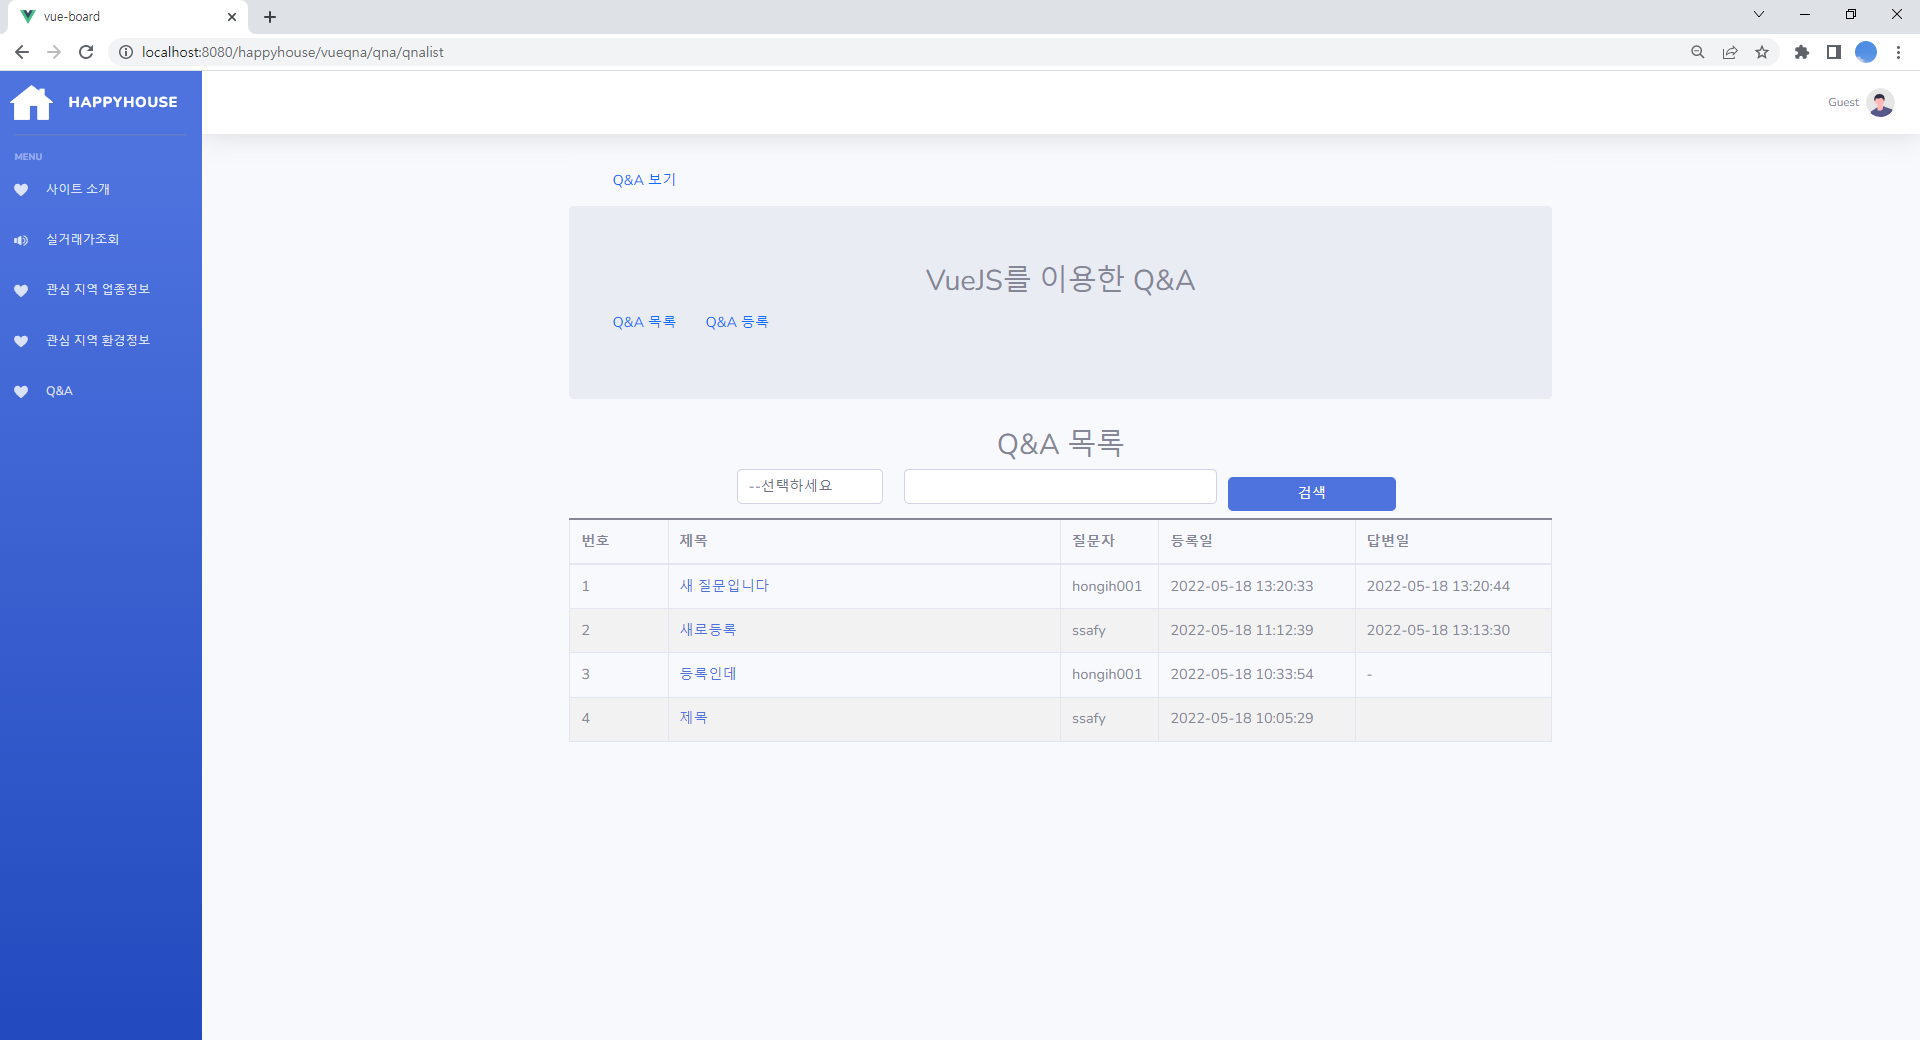 vue-board
localhost:8080/happyhouse/vueqna/qna/qnalist
HAPPYHOUSE
Guest
MENU
사이트 소개
실거래가조회
관심 지역 업종정보
관심 지역 환경정보
Q&A
Q&A 보기
VueJS를 이용한 Q&A
Q&A 목록 Q&A 등록
Q&A 목록
--선택하세요 검색
번호 제목 질문자 등록일 답변일
1 새 질문입니다 hongih001 2022-05-18 13:20:33 2022-05-18 13:20:44
2 새로등록 ssafy 2022-05-18 11:12:39 2022-05-18 13:13:30
3 등록인데 hongih001 2022-05-18 10:33:54 -
4 제목 ssafy 2022-05-18 10:05:29